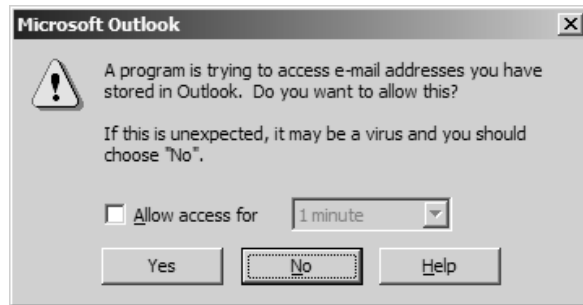 Microsoft Outlook
A program is trying to access e-mail addresses you have
stored in Outlook. Do you want to allow this?
If this is unexpected, it may be a virus and you should
choose "No".
Allow access for 1 minute
Yes No Help